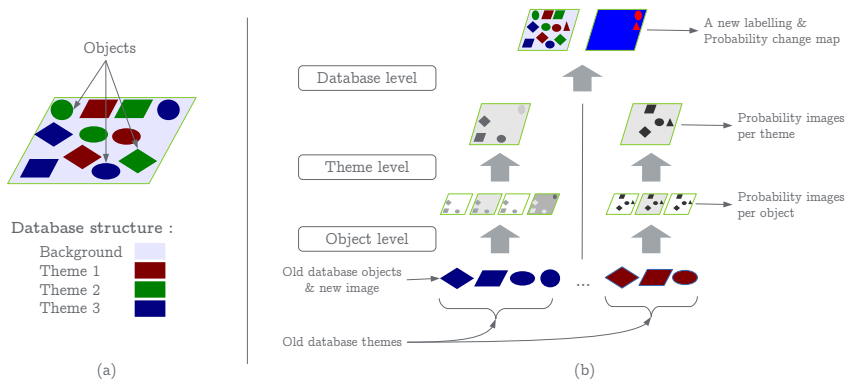 Objects
Database structure :
Background
Theme 1
Theme 2
Theme 3
(a)
A new labelling &
Probability change map
Database level
Probability images
per theme
Theme level
Probability images
per object
Object level
Old database objects
& new image
...
Old database themes
(b)